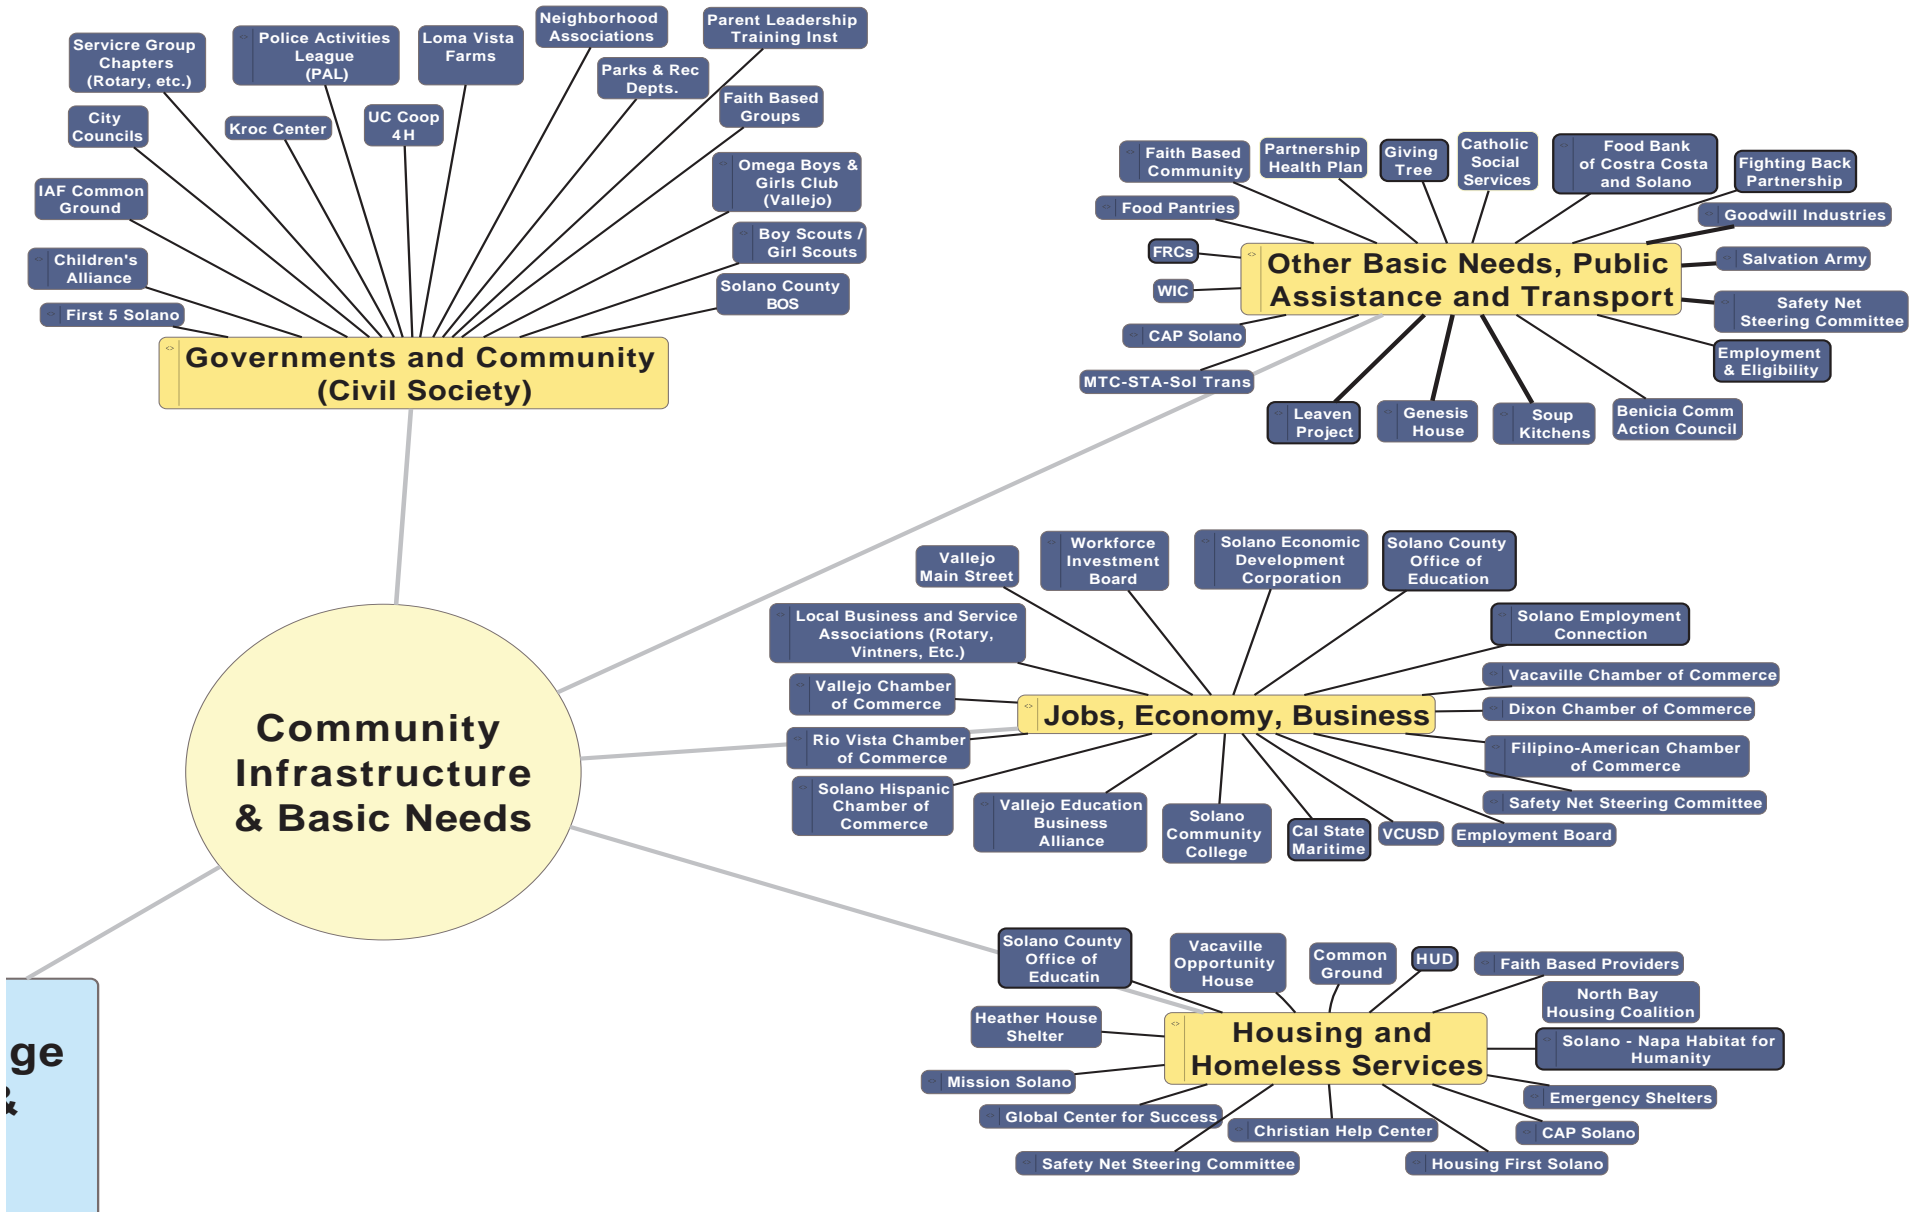 Servicre Group
Chapters
(Rotary, etc.)
Police Activities
League
(PAL)
Loma Vista
Farms
Neighborhood
Associations
Parent Leadership
Training Inst
Parks & Rec
Depts.
Faith Based
Groups
City
Councils
Kroc Center
UC Coop
4H
Omega Boys &
Girls Club
(Vallejo)
IAF Common
Ground
Boy Scouts /
Girl Scouts
Children's
Alliance
Solano County
BOS
First 5 Solano
Governments and Community
(Civil Society)
Faith Based
Community
Partnership
Health Plan
Giving
Tree
Catholic
Social
Services
Food Bank
of Costra Costa
and Solano
Fighting Back
Partnership
Food Pantries
Goodwill Industries
FRCs
Salvation Army
WIC
Safety Net
Steering Committee
CAP Solano
Employment
& Eligibility
MTC-STA-Sol Trans
Other Basic Needs, Public
Assistance and Transport
Leaven
Project
Genesis
House
Soup
Kitchens
Benicia Comm
Action Council
Community
Infrastructure
& Basic Needs
Vallejo
Main Street
Workforce
Investment
Board
Solano Economic
Development
Corporation
Solano County
Office of
Education
Local Business and Service
Associations (Rotary,
Vintners, Etc.)
Solano Employment
Connection
Vallejo Chamber
of Commerce
Vacaville Chamber of Commerce
Jobs, Economy, Business
Dixon Chamber of Commerce
Rio Vista Chamber
of Commerce
Filipino-American Chamber
of Commerce
Solano Hispanic
Chamber of
Commerce
Vallejo Education
Business
Alliance
Solano
Community
College
Cal State
Maritime
VCUSD
Employment Board
Safety Net Steering Committee
Solano County
Office of
Educatin
Vacaville
Opportunity
House
Common
Ground
HUD
Faith Based Providers
North Bay
Housing Coalition
Heather House
Shelter
Housing and
Homeless Services
Solano - Napa Habitat for
Humanity
Mission Solano
Emergency Shelters
Global Center for Success
Christian Help Center
CAP Solano
Safety Net Steering Committee
Housing First Solano
ge
&